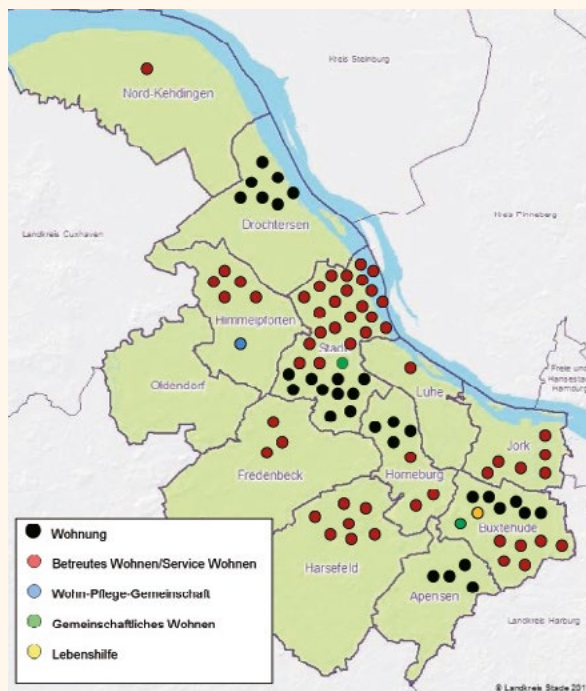 Kreis Steinburg
Nord-Kehdingen
Kreis Pinneberg
Landkreis Cuxhaven
Drochtersen
Himmelpforten
Stade
Freie und
Hansestadt
Hamburg
Oldendorf
Lühe
Jork
Fredenbeck
Horneburg
Buxtehude
Harsefeld
Apensen
Landkreis Harburg
Wohnung
Betreutes Wohnen/Service Wohnen
Wohn-Pflege-Gemeinschaft
Gemeinschaftliches Wohnen
Lebenshilfe
© Landkreis Stade 201